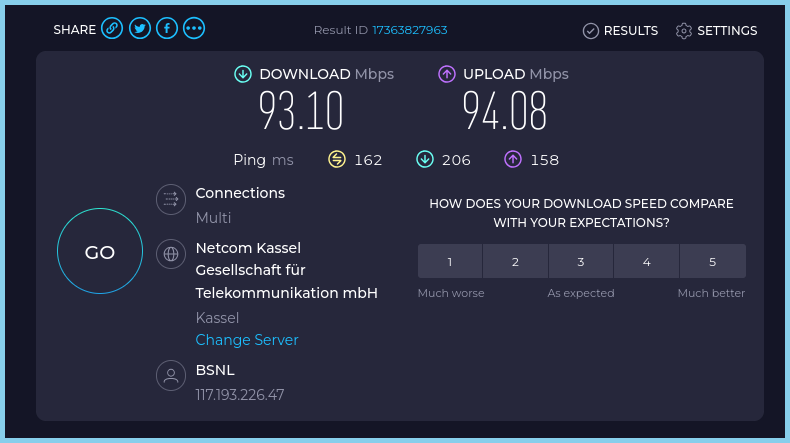 SHARE
Result ID 17363827963
RESULTS
SETTINGS
DOWNLOAD Mbps
93.10
UPLOAD Mbps
94.08
Ping ms
162
206
158
GO
Connections
Multi
Netcom Kassel
Gesellschaft für
Telekommunikation mbH
Kassel
Change Server
BSNL
117.193.226.47
HOW DOES YOUR DOWNLOAD SPEED COMPARE
WITH YOUR EXPECTATIONS?
1 2 3 4 5
Much worse As expected Much better